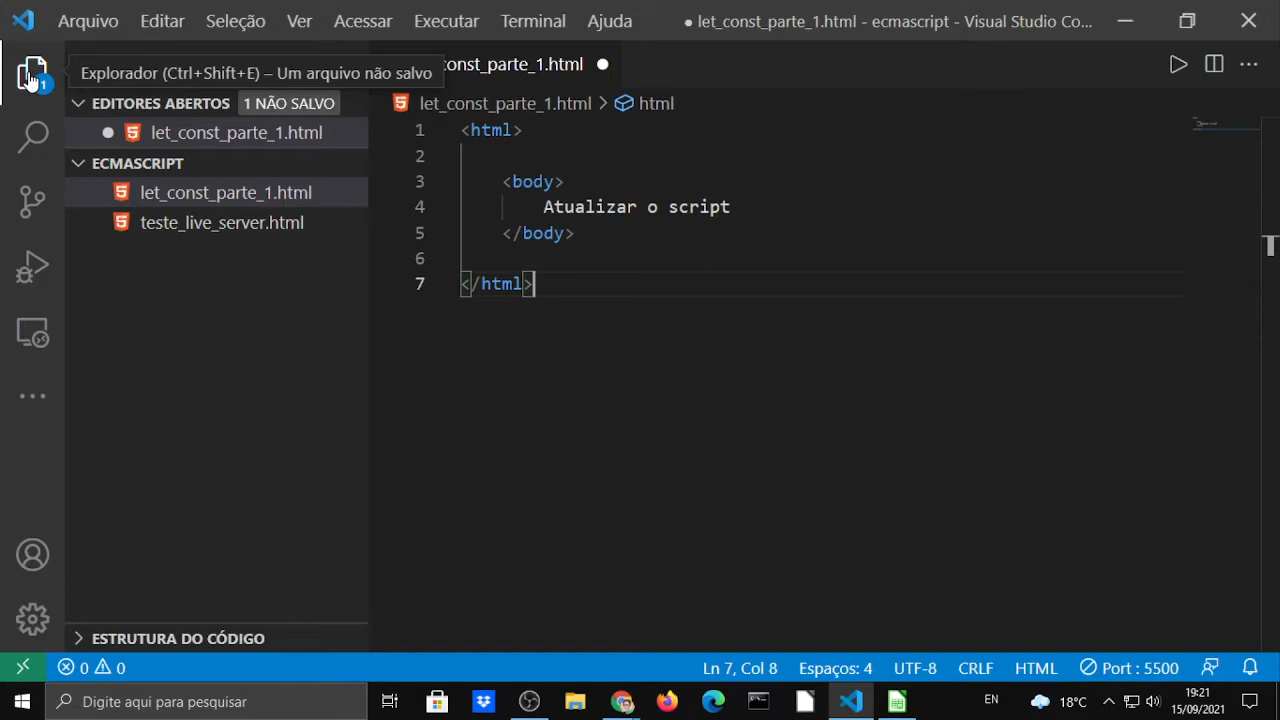 Arquivo Editar Seleção Ver Acessar Executar Terminal Ajuda ● let_const_parte_1.html - ecmascript - Visual Studio Co...
Explorador (Ctrl+Shift+E) – Um arquivo não salvo
const_parte_1.html
1
EDITORES ABERTOS 1 NÃO SALVO
let_const_parte_1.html
ECMASCRIPT
let_const_parte_1.html
teste_live_server.html
ESTRUTURA DO CÓDIGO
let_const_parte_1.html > html
1 <html>
2
3 <body>
4 Atualizar o script
5 </body>
6
7 </html>
0 0 Ln 7, Col 8 Espaços: 4 UTF-8 CRLF HTML Port : 5500
Digite aqui para pesquisar
EN
18°C
19:21
15/09/2021